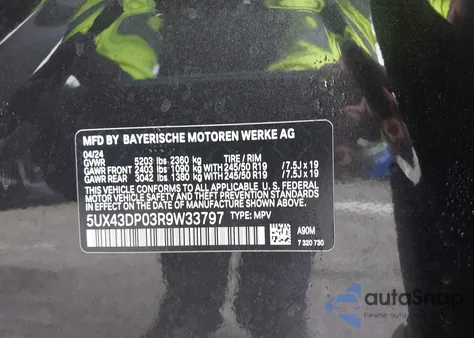 MFD BY BAYERISCHE MOTOREN WERKE AG
04/24
GVWR 5203 lbs 2360 kg TIRE / RIM
GAWR FRONT 2403 lbs 1090 kg WITH 245/50 R19 /7.5J x 19
GAWR REAR 3042 lbs 1380 kg WITH 245/50 R19 /7.5J x 19
THIS VEHICLE CONFORMS TO ALL APPLICABLE U. S. FEDERAL
MOTOR VEHICLE SAFETY AND THEFT PREVENTION STANDARDS
IN EFFECT ON THE DATE OF MANUFACTURE SHOWN ABOVE.
5UX43DP03R9W33797 TYPE: MPV
A90M
7 320 730
autoSnap